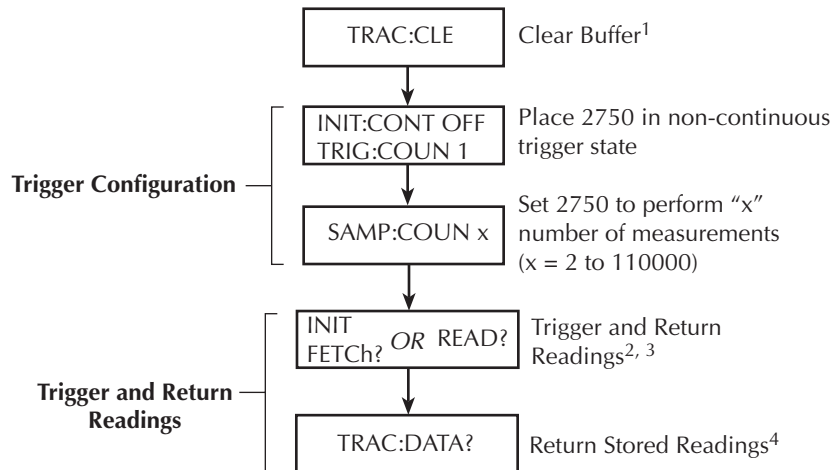 TRAC:CLE
Clear Buffer1
Trigger Configuration
INIT:CONT OFF
TRIG:COUN 1
Place 2750 in non-continuous
trigger state
SAMP:COUN x
Set 2750 to perform “x”
number of measurements
(x = 2 to 110000)
Trigger and Return
Readings
INIT
FETCh? OR READ?
Trigger and Return
Readings2, 3
TRAC:DATA?
Return Stored Readings4